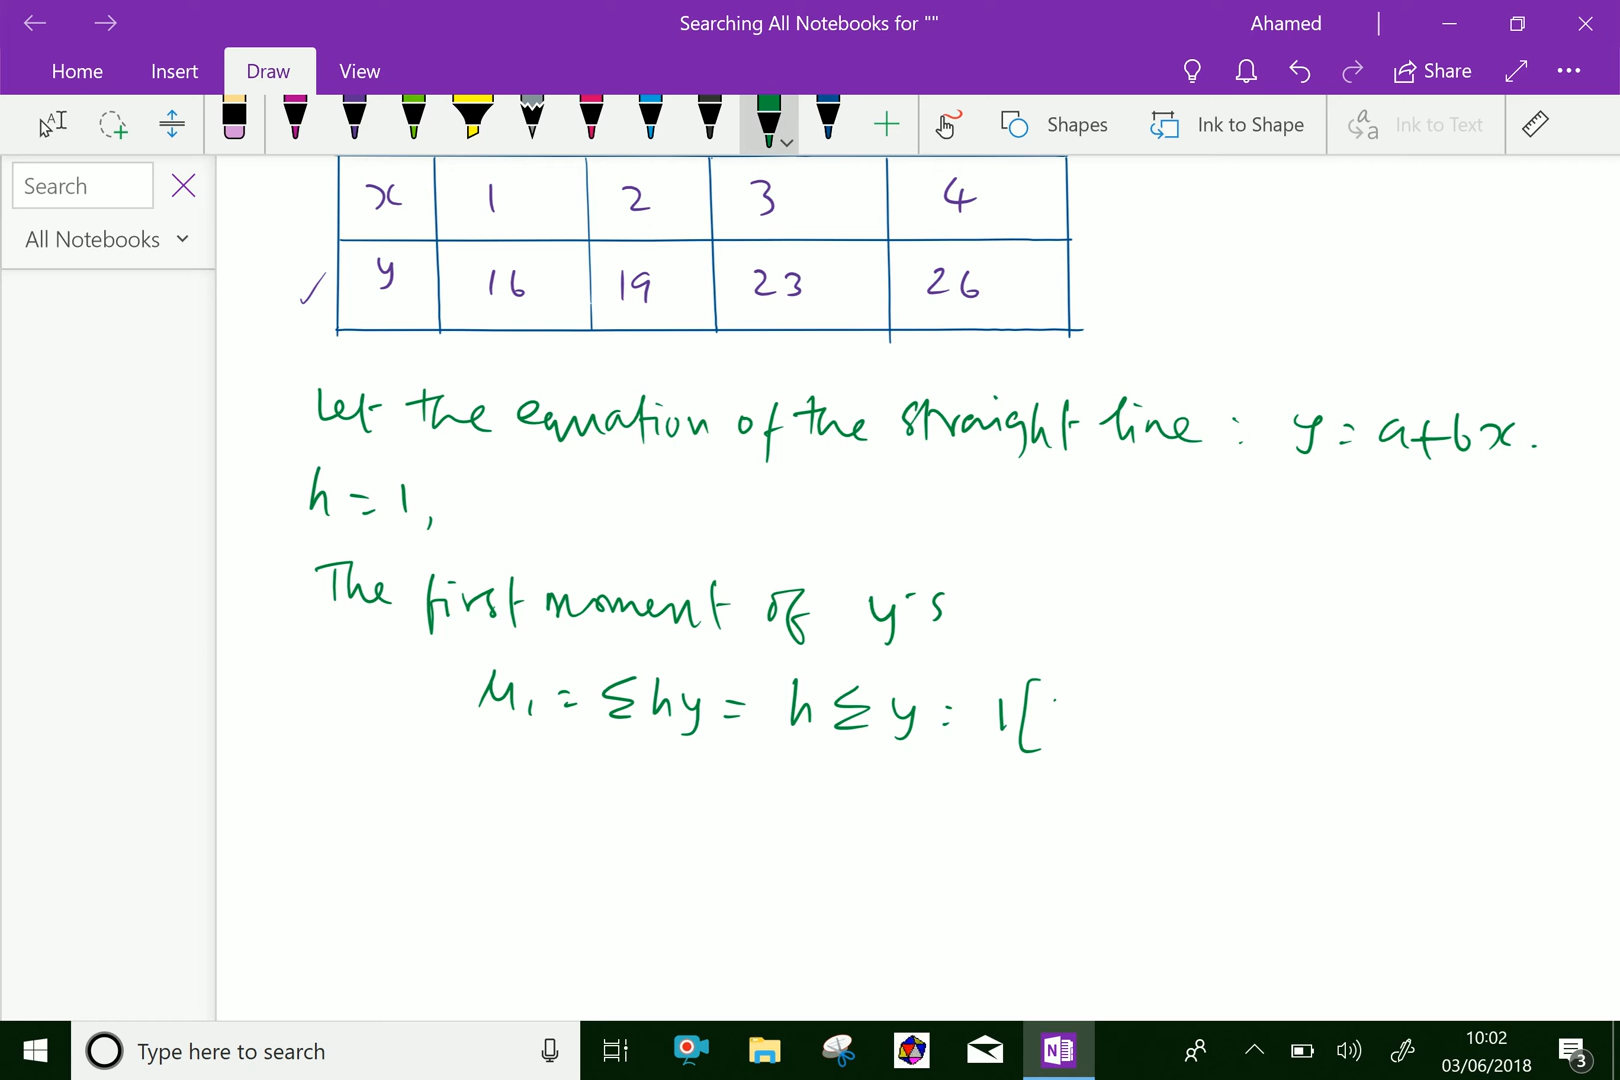 Searching All Notebooks for ""
Ahamed
Home Insert Draw View
Share
Shapes
Ink to Shape
Ink to Text
Search
All Notebooks
x 1 2 3 4
y 16 19 23 26
Let the equation of the straight line : y = a+bx.
h = 1,
The first moment of y's
μ₁ = Σhy = h Σ y = 1[
Type here to search
10:02
03/06/2018
3